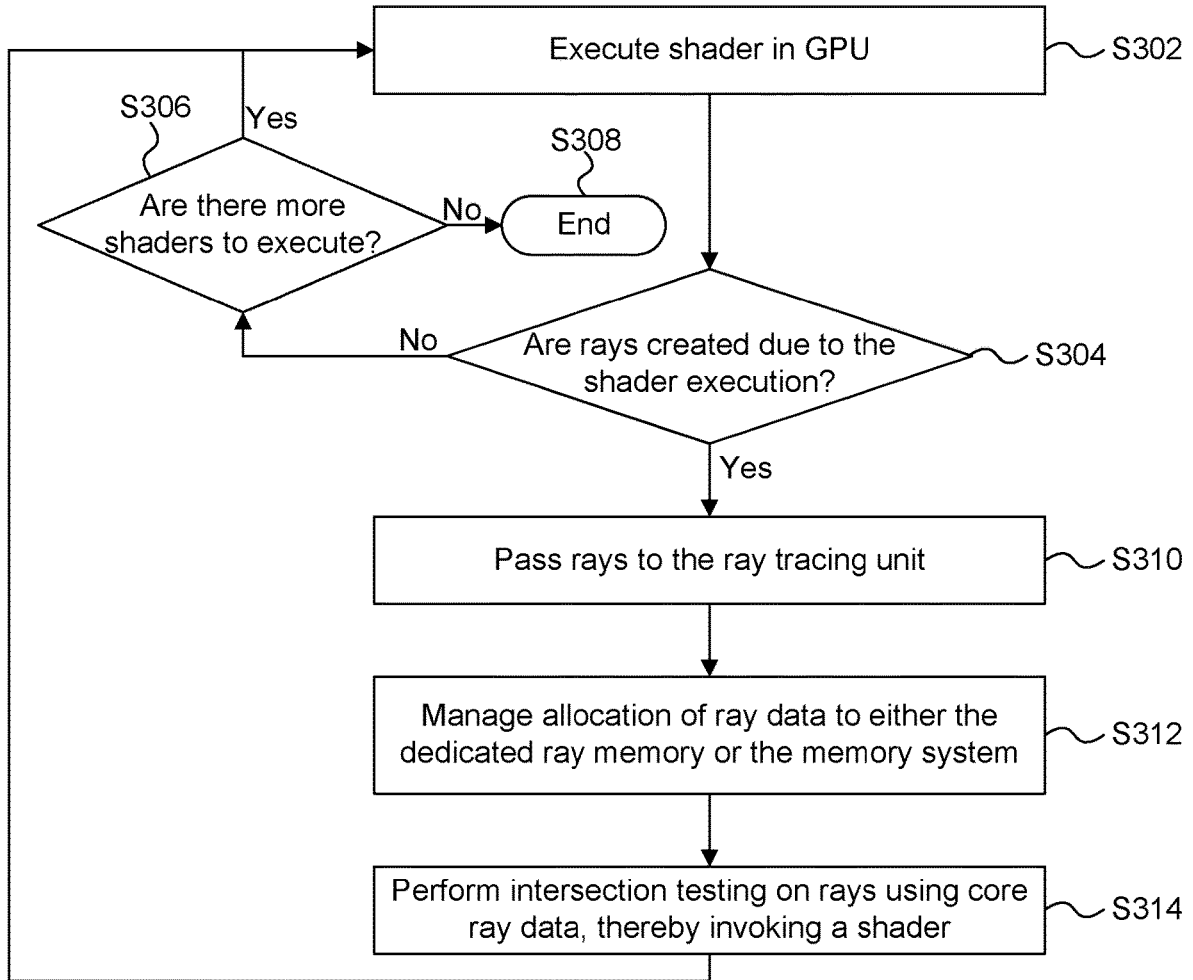 Execute shader in GPU
S302
S306
Yes
S308
Are there more
shaders to execute?
No
End
No
Are rays created due to the
shader execution?
S304
Yes
Pass rays to the ray tracing unit
S310
Manage allocation of ray data to either the
dedicated ray memory or the memory system
S312
Perform intersection testing on rays using core
ray data, thereby invoking a shader
S314